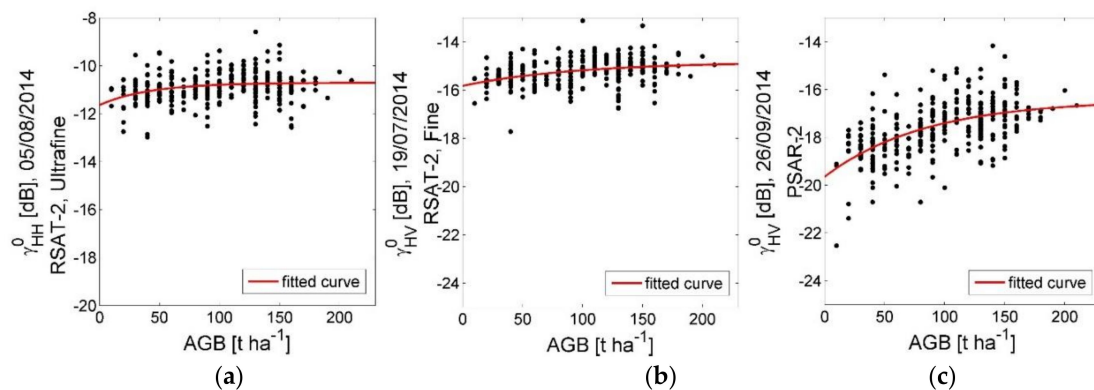 γ⁰HH [dB], 05/08/2014
RSAT-2, Ultrafine
-8
-10
-12
-14
-16
-18
-20
0 50 100 150 200
AGB [t ha⁻¹]
fitted curve
(a)
γ⁰HV [dB], 19/07/2014
RSAT-2, Fine
-14
-16
-18
-20
-22
-24
0 50 100 150 200
AGB [t ha⁻¹]
fitted curve
(b)
γ⁰HV [dB], 26/09/2014
PSAR-2
-14
-16
-18
-20
-22
-24
0 50 100 150 200
AGB [t ha⁻¹]
fitted curve
(c)